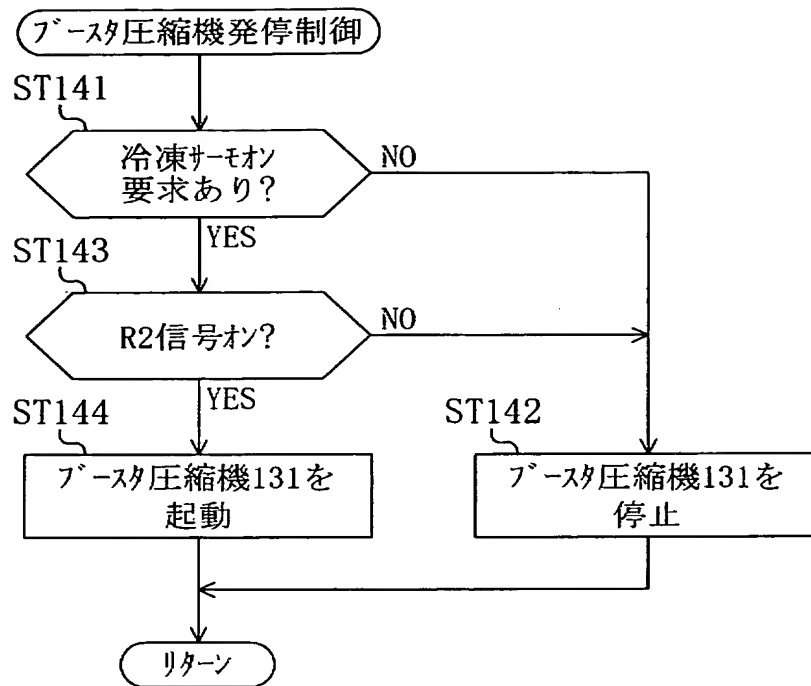 ブースタ圧縮機発停制御
ST141
冷凍サーモオン
要求あり?
NO
YES
ST143
R2信号オン?
NO
YES
ST144
ブースタ圧縮機131を
起動
ST142
ブースタ圧縮機131を
停止
リターン